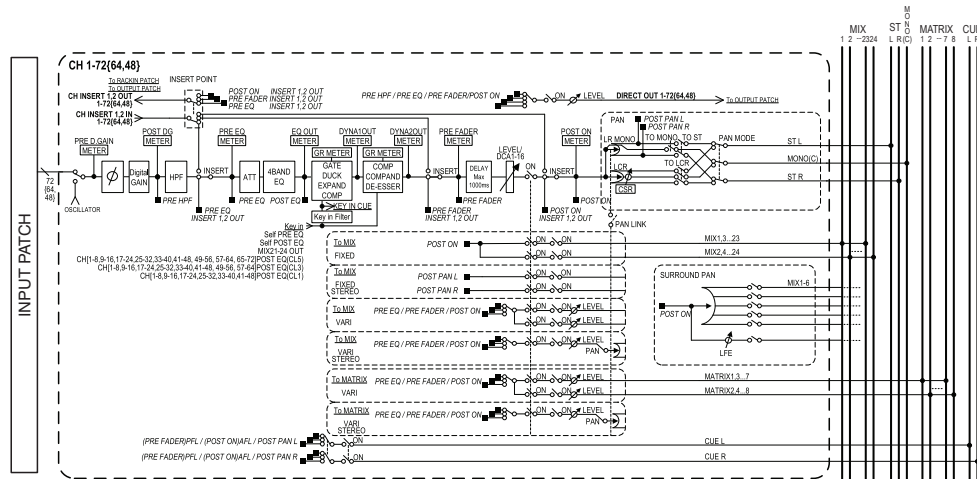 MIX
1 2 --2324
ST
L R
MONO
(C)
MATRIX
1 2 --7 8
CUE
L R
INPUT PATCH
CH 1-72{64,48}
To RACKIN PATCH
To OUTPUT PATCH
INSERT POINT
CH INSERT 1,2 OUT
1-72{64,48}
CH INSERT 1,2 IN
1-72{64,48}
POST ON INSERT 1,2 OUT
PRE FADER INSERT 1,2 OUT
PRE EQ INSERT 1,2 OUT
PRE HPF / PRE EQ / PRE FADER/POST ON
ON
LEVEL
DIRECT OUT 1-72{64,48}
To OUTPUT PATCH
PRE D.GAIN
METER
POST DG
METER
PRE EQ
METER
EQ OUT
METER
DYNA1OUT
METER
DYNA2OUT
METER
PRE FADER
METER
LEVEL/
DCA1-16
POST ON
METER
GR METER
GR METER
72
{64,
48}
OSCILLATOR
Digital
GAIN
HPF
INSERT
ATT
4BAND
EQ
GATE
DUCK
EXPAND
COMP
COMP
COMPAND
DE-ESSER
INSERT
DELAY
Max
1000ms
ON
INSERT
PRE HPF
PRE EQ
INSERT 1,2 OUT
PRE EQ
POST EQ
KEY IN CUE
Key in Filter
PRE FADER
INSERT 1,2 OUT
PRE FADER
POST ON
INSERT 1,2 OUT
POST ON
PAN
POST PAN L
POST PAN R
LR MONO
TO MONO
TO ST
PAN MODE
LCR
TO LCR
CSR
ST L
MONO(C)
ST R
PAN LINK
Key in
Self PRE EQ
Self POST EQ
MIX21-24 OUT
CH[1-8,9-16,17-24,25-32,33-40,41-48, 49-56, 57-64, 65-72]POST EQ(CL5)
CH[1-8,9-16,17-24,25-32,33-40,41-48, 49-56, 57-64]POST EQ(CL3)
CH[1-8,9-16,17-24,25-32,33-40,41-48]POST EQ(CL1)
To MIX
FIXED
POST ON
ON
ON
ON
ON
MIX1,3...23
MIX2,4...24
To MIX
FIXED
STEREO
POST PAN L
POST PAN R
ON
ON
ON
ON
To MIX
VARI
PRE EQ / PRE FADER / POST ON
ON
ON
LEVEL
ON
ON
LEVEL
To MIX
VARI
STEREO
PRE EQ / PRE FADER / POST ON
ON
ON
LEVEL
PAN
SURROUND PAN
POST ON
LFE
MIX1-6
To MATRIX
VARI
PRE EQ / PRE FADER / POST ON
ON
ON
LEVEL
ON
ON
LEVEL
MATRIX1,3...7
MATRIX2,4...8
To MATRIX
VARI
STEREO
PRE EQ / PRE FADER / POST ON
ON
ON
LEVEL
PAN
(PRE FADER)PFL / (POST ON)AFL / POST PAN L
ON
CUE L
(PRE FADER)PFL / (POST ON)AFL / POST PAN R
ON
CUE R